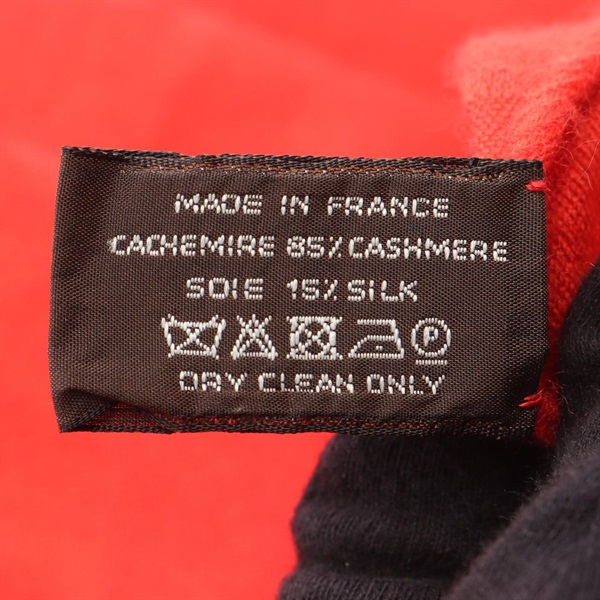 MADE IN FRANCE
CACHEMIRE 85% CASHMERE
SOIE 15% SILK
P
DRY CLEAN ONLY